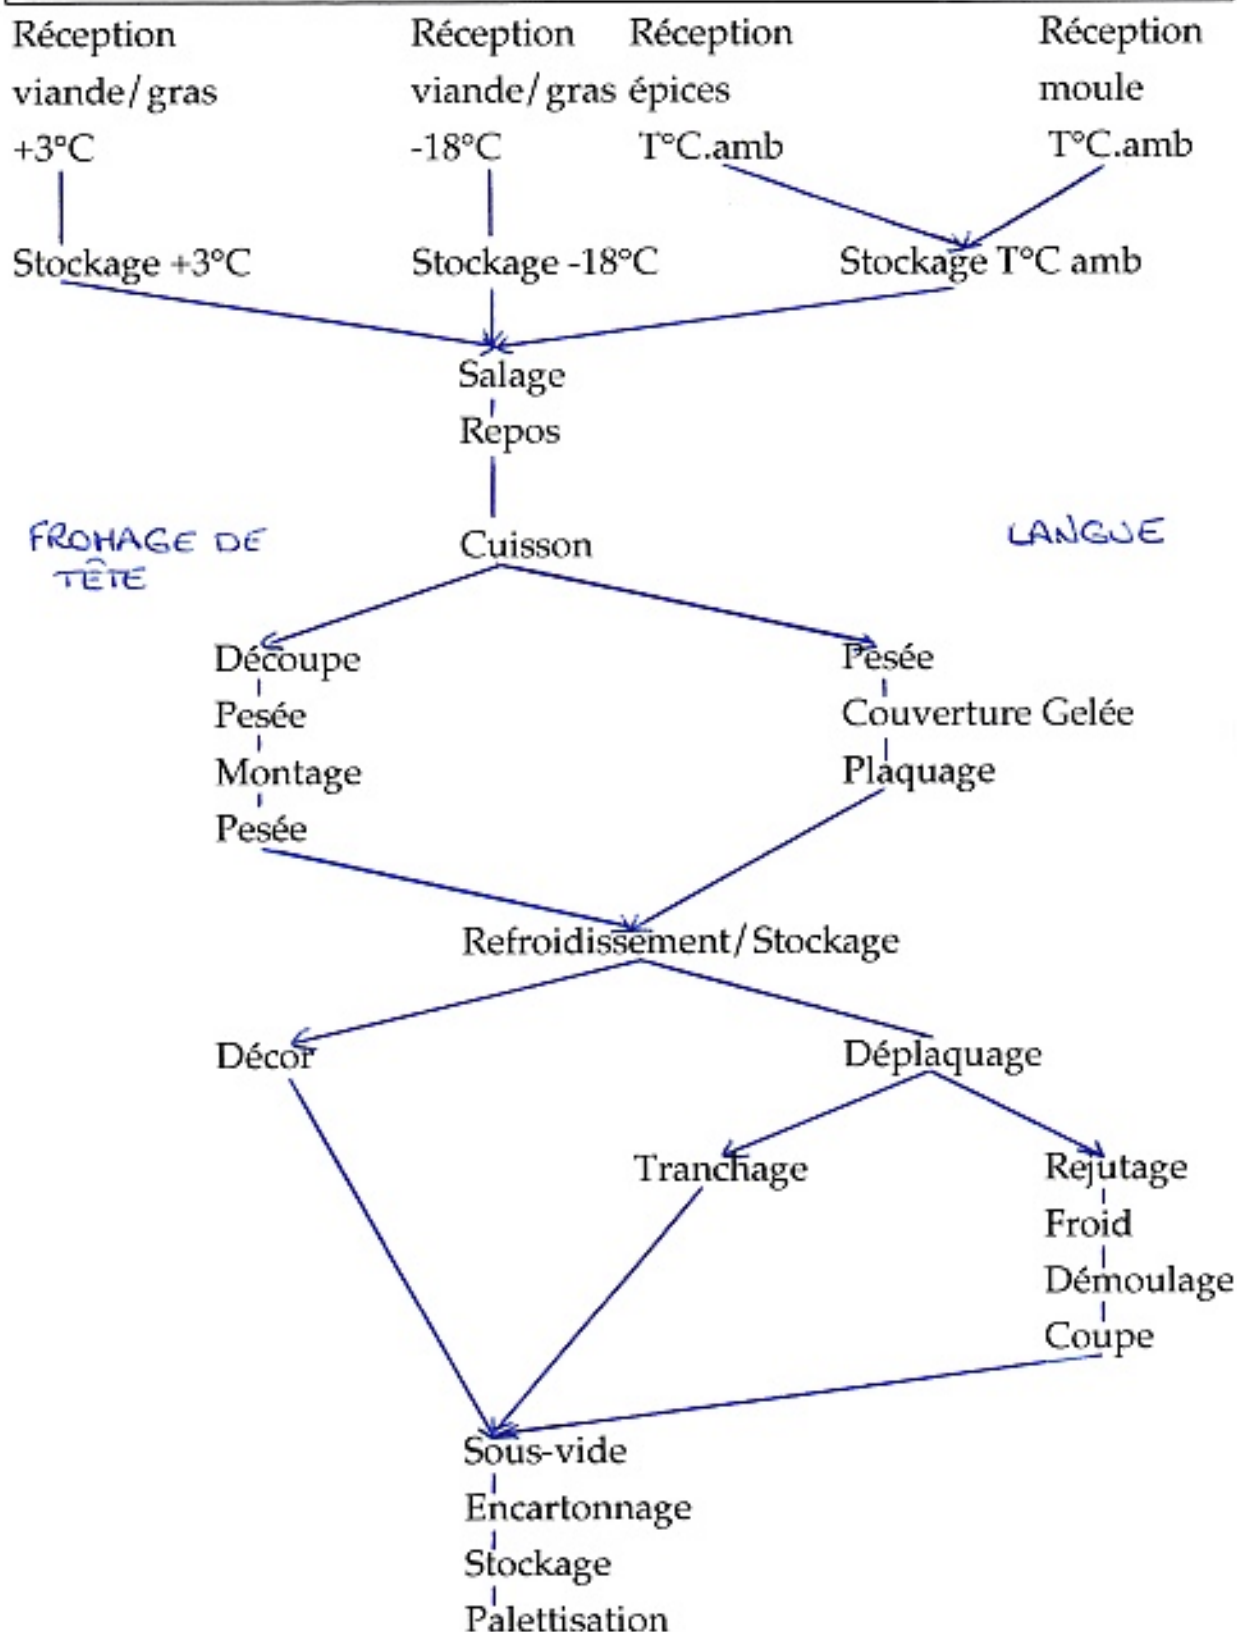 Réception Réception Réception Réception
viande/gras viande/gras épices moule
+3°C -18°C T°C.amb T°C.amb
Stockage +3°C Stockage -18°C Stockage T°C amb
Salage
Repos
FROMAGE DE
TÊTE
Cuisson
LANGUE
Découpe Pesée
Pesée Couverture Gelée
Montage Plaquage
Pesée
Refroidissement/Stockage
Décor Déplaquage
Tranchage Rejutage
Froid
Démoulage
Coupe
Sous-vide
Encartonnage
Stockage
Palettisation